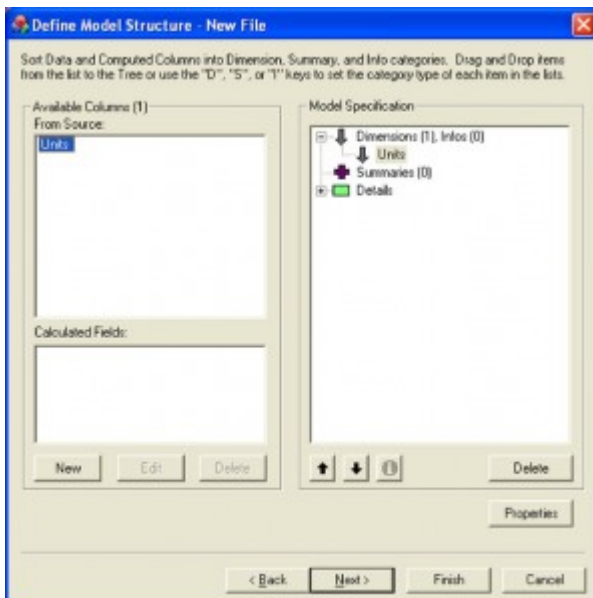 Define Model Structure - New File
Sort Data and Computed Columns into Dimension, Summary, and Info categories. Drag and Drop items
from the list to the Tree or use the "D", "S", or "I" keys to set the category type of each item in the lists.
Available Columns (1)
From Source:
Units
Calculated Fields:
New
Edit
Delete
Model Specification
Dimensions (1), Infos (0)
Units
Summaries (0)
Details
Delete
Properties
< Back
Next >
Finish
Cancel